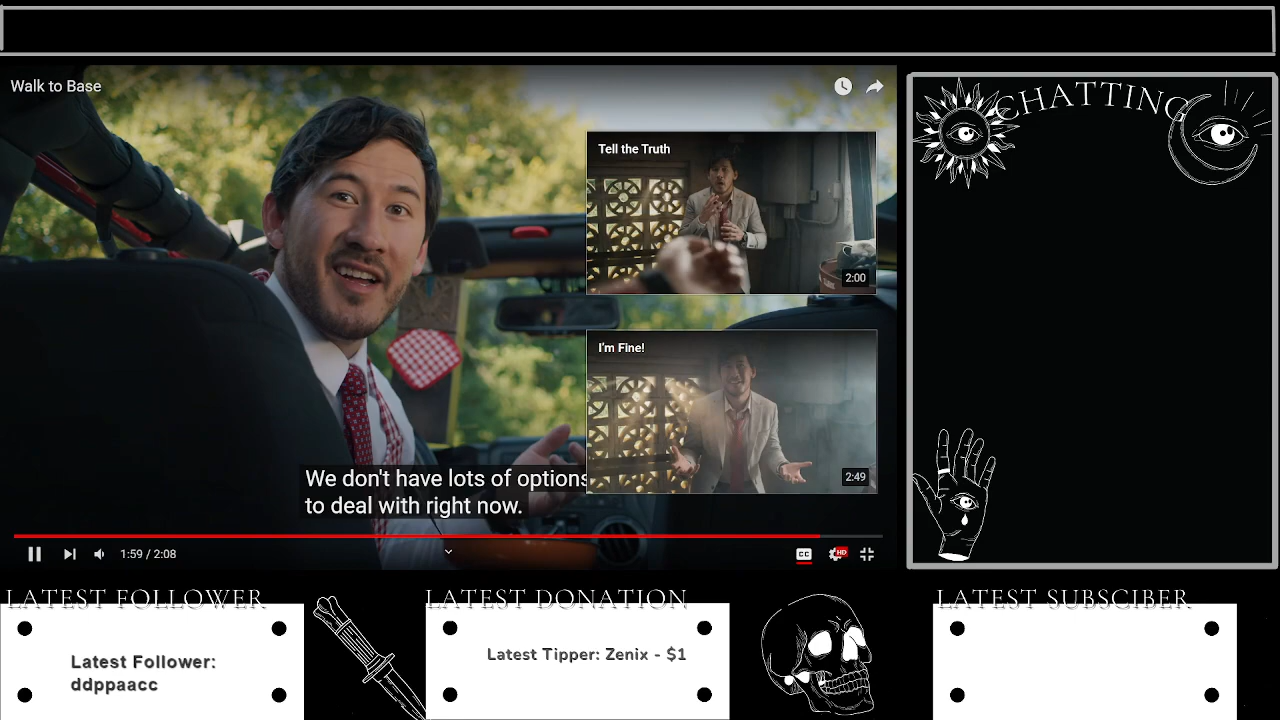 Walk to Base
CHATTING
Tell the Truth
2:00
I'm Fine!
2:49
We don't have lots of options
to deal with right now.
1:59 / 2:08
CC
HD
LATEST FOLLOWER
LATEST DONATION
LATEST SUBSCIBER
Latest Follower:
ddppaacc
Latest Tipper: Zenix - $1